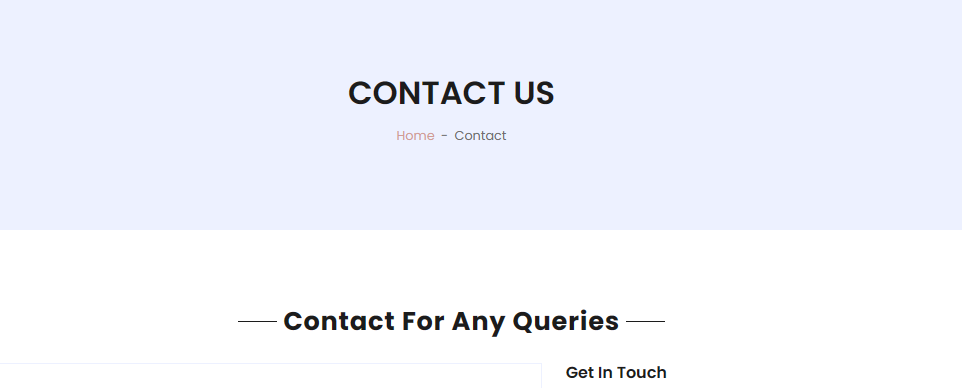 CONTACT US
Home - Contact
Contact For Any Queries
Get In Touch